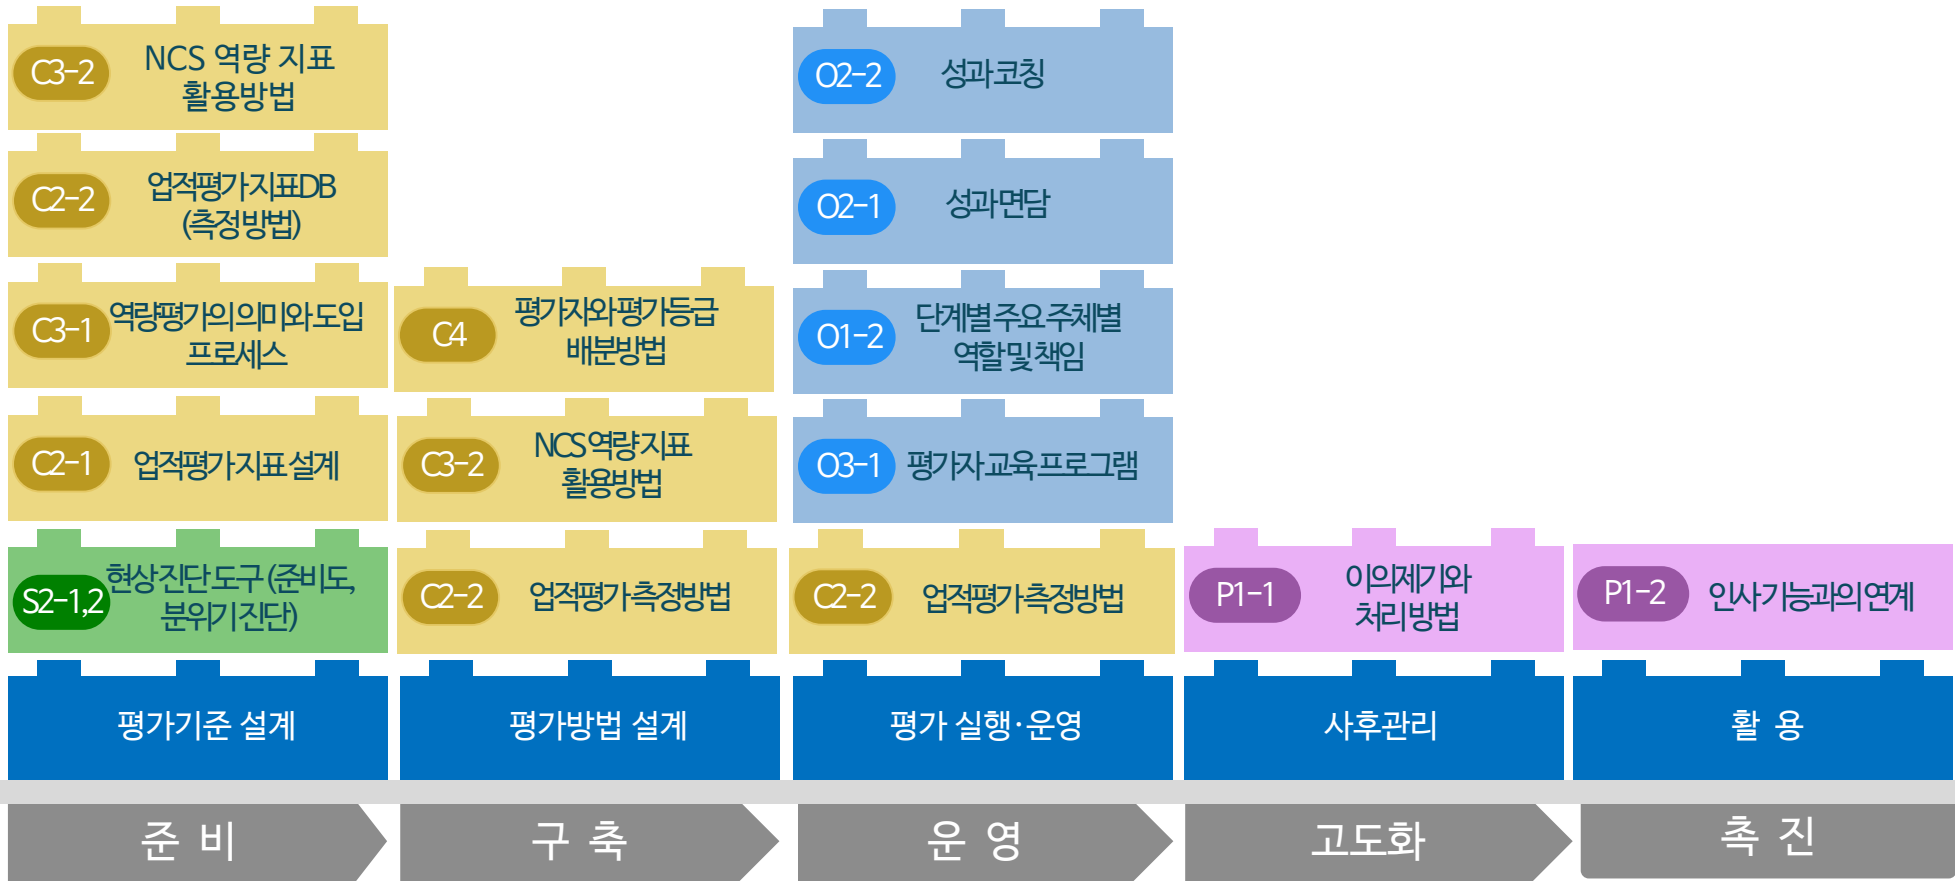 C3-2
NCS 역량 지표
활용방법
C2-2
업적평가 지표DB
(측정 방법)
C3-1
역량평가의 의미와 도입
프로세스
C2-1
업적평가 지표 설계
S2-1,2
현상 진단 도구 (준비도,
분위기 진단)
평가기준 설계
준 비
C4
평가자와 평가등급
배분방법
C3-2
NCS 역량 지표
활용방법
C2-2
업적평가 측정방법
평가방법 설계
구 축
O2-2
성과 코칭
O2-1
성과 면담
O1-2
단계별 주요 주체별
역할 및 책임
O3-1
평가자 교육 프로그램
C2-2
업적평가 측정방법
평가 실행·운영
운 영
P1-1
이의제기와
처리 방법
사후관리
고도화
P1-2
인사 기능과의 연계
활 용
촉 진